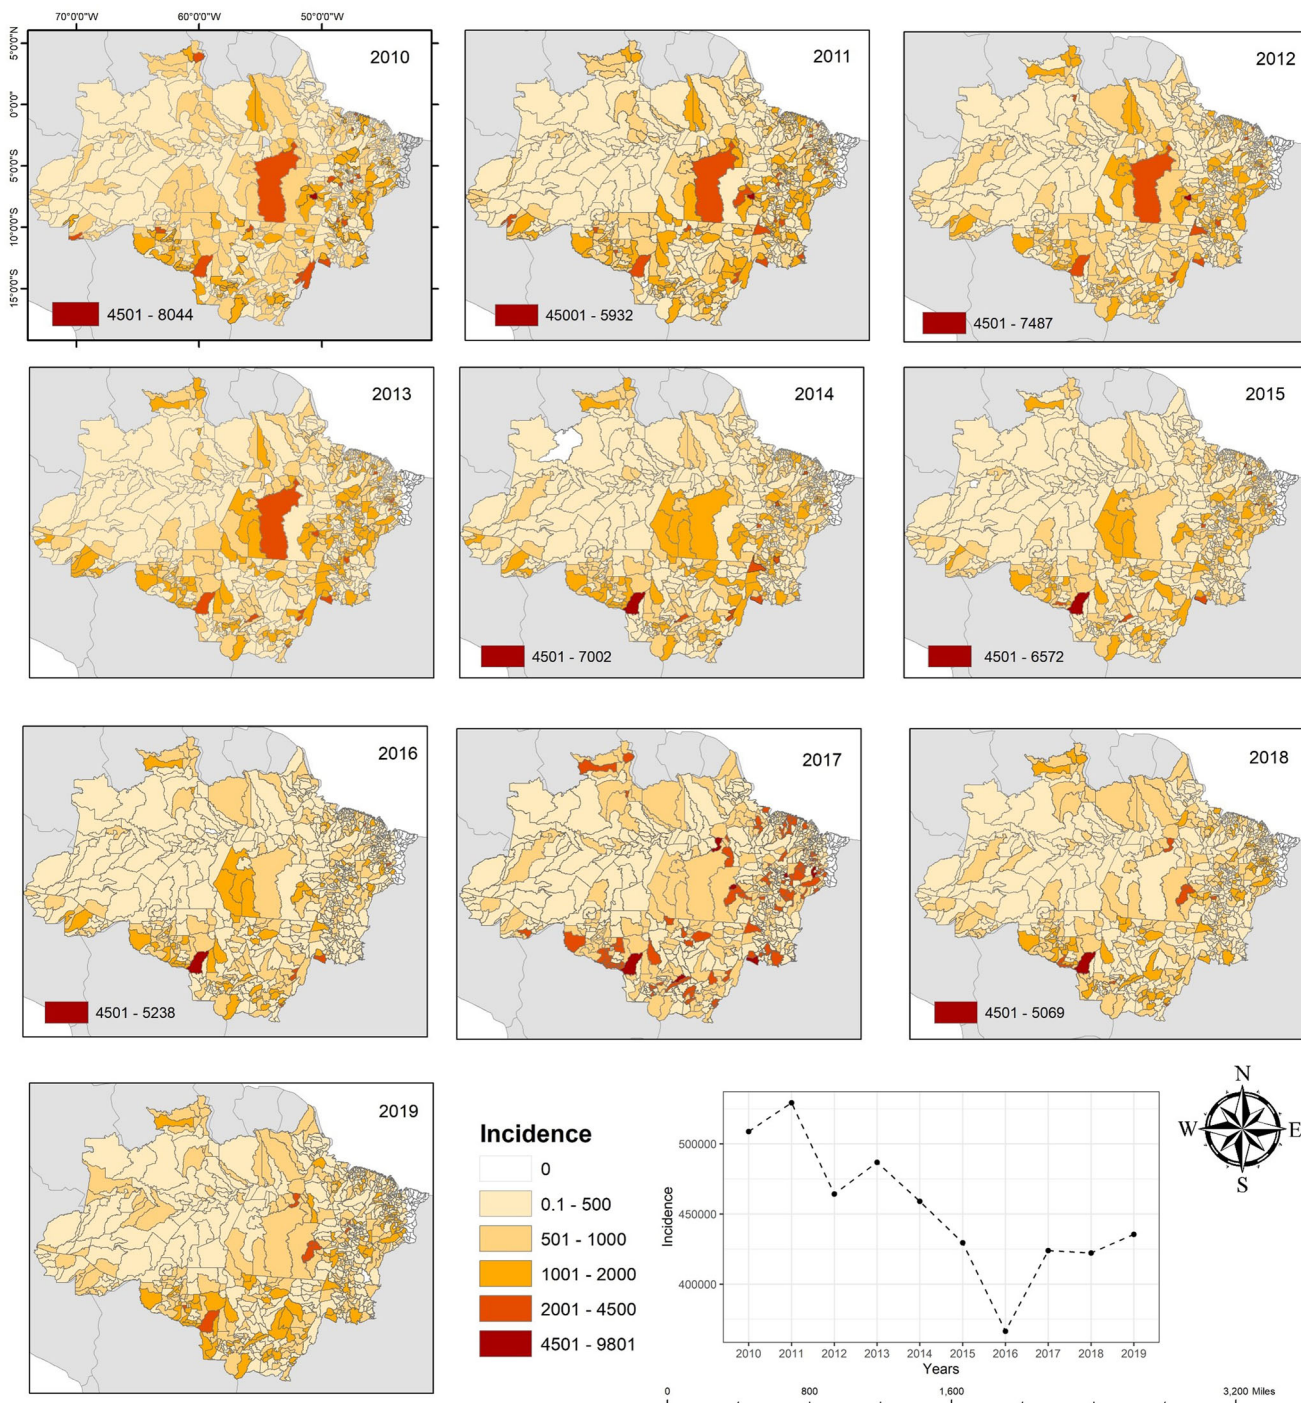 70°0'0"W 60°0'0"W 50°0'0"W
5°0'0"N
0°0'0"
5°0'0"S
10°0'0"S
15°0'0"S
2010
4501 - 8044
2011
45001 - 5932
2012
4501 - 7487
2013
2014
4501 - 7002
2015
4501 - 6572
2016
4501 - 5238
2017
2018
4501 - 5069
2019
Incidence
0
0.1 - 500
501 - 1000
1001 - 2000
2001 - 4500
4501 - 9801
Incidence
500000
450000
400000
2010 2011 2012 2013 2014 2015 2016 2017 2018 2019
Years
N
W E
S
0 800 1,600 3,200 Miles